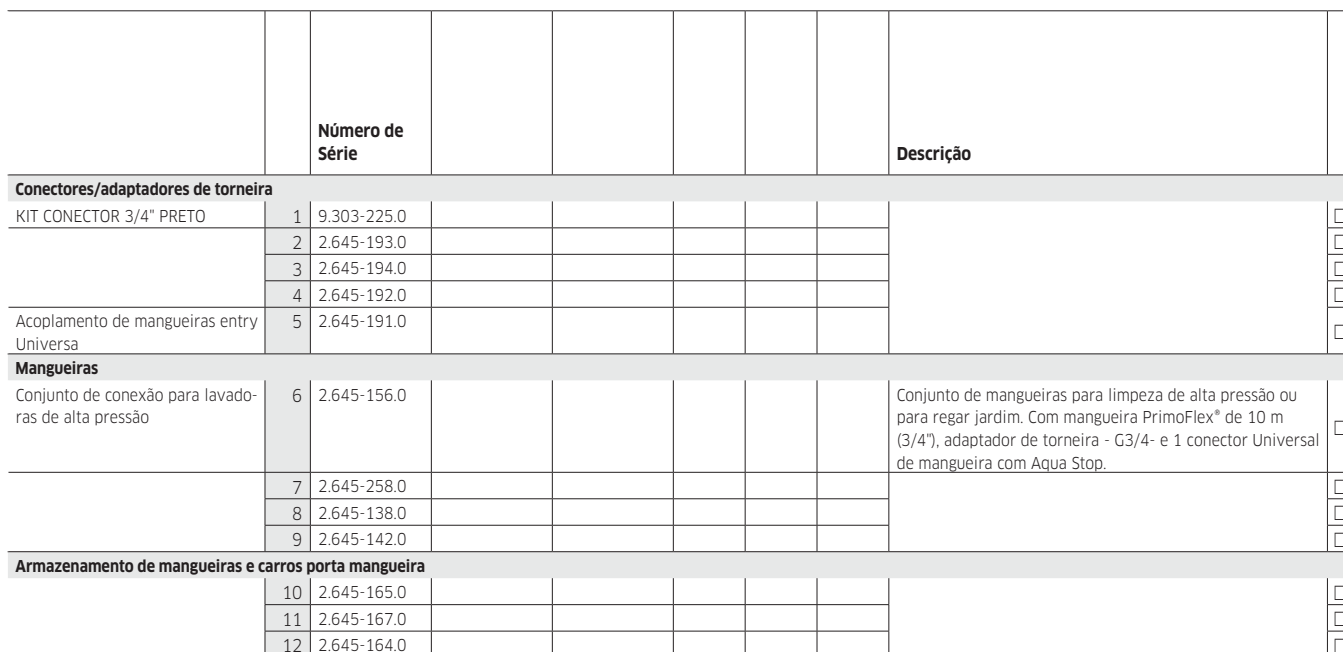 Número de
Série
Descrição
Conectores/adaptadores de torneira
KIT CONECTOR 3/4" PRETO 1 9.303-225.0
2 2.645-193.0
3 2.645-194.0
4 2.645-192.0
Acoplamento de mangueiras entry 5 2.645-191.0
Universa
Mangueiras
Conjunto de conexão para lavado- 6 2.645-156.0 Conjunto de mangueiras para limpeza de alta pressão ou
ras de alta pressão para regar jardim. Com mangueira PrimoFlex® de 10 m
(3/4"), adaptador de torneira - G3/4- e 1 conector Universal
de mangueira com Aqua Stop.
7 2.645-258.0
8 2.645-138.0
9 2.645-142.0
Armazenamento de mangueiras e carros porta mangueira
10 2.645-165.0
11 2.645-167.0
12 2.645-164.0